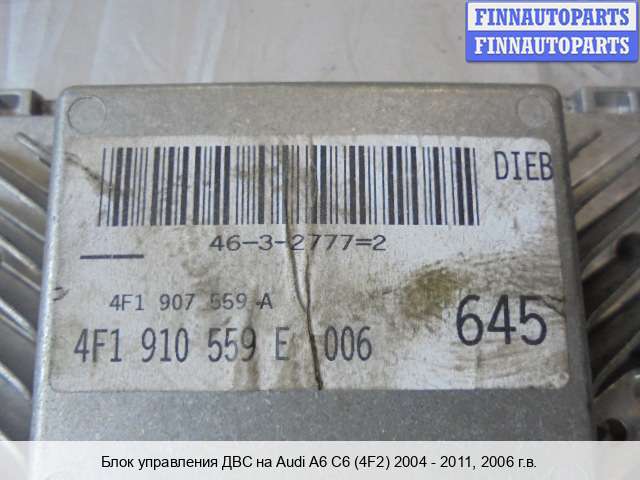 FINNAUTOPARTS
FINNAUTOPARTS
DIEB
46-3-2777=2
4F1 907 559 A
645
4F1 910 559 E 006
Блок управления ДВС на Audi A6 C6 (4F2) 2004 - 2011, 2006 г.в.